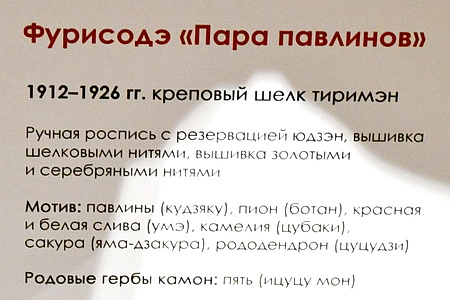 Фурисодэ «Пара павлинов»
1912–1926 гг. креповый шелк тиримэн
Ручная роспись с резервацией юдзэн, вышивка
шелковыми нитями, вышивка золотыми
и серебряными нитями
Мотив: павлины (кудзяку), пион (ботан), красная
и белая слива (умэ), камелия (цубаки),
сакура (яма-дзакура), рододендрон (цуцудзи)
Родовые гербы камон: пять (ицуцу мон)